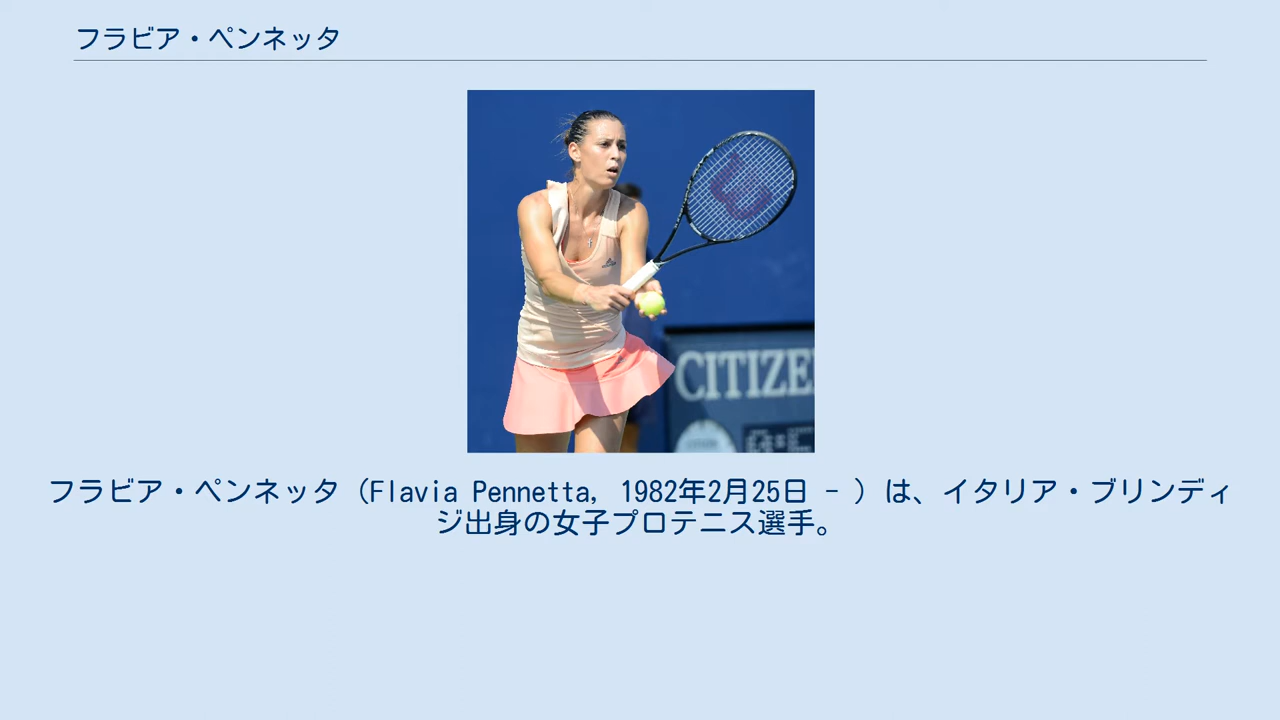 フラビア・ペンネッタ
CITIZE
フラビア・ペンネッタ（Flavia Pennetta, 1982年2月25日 - ）は、イタリア・ブリンディ
ジ出身の女子プロテニス選手。